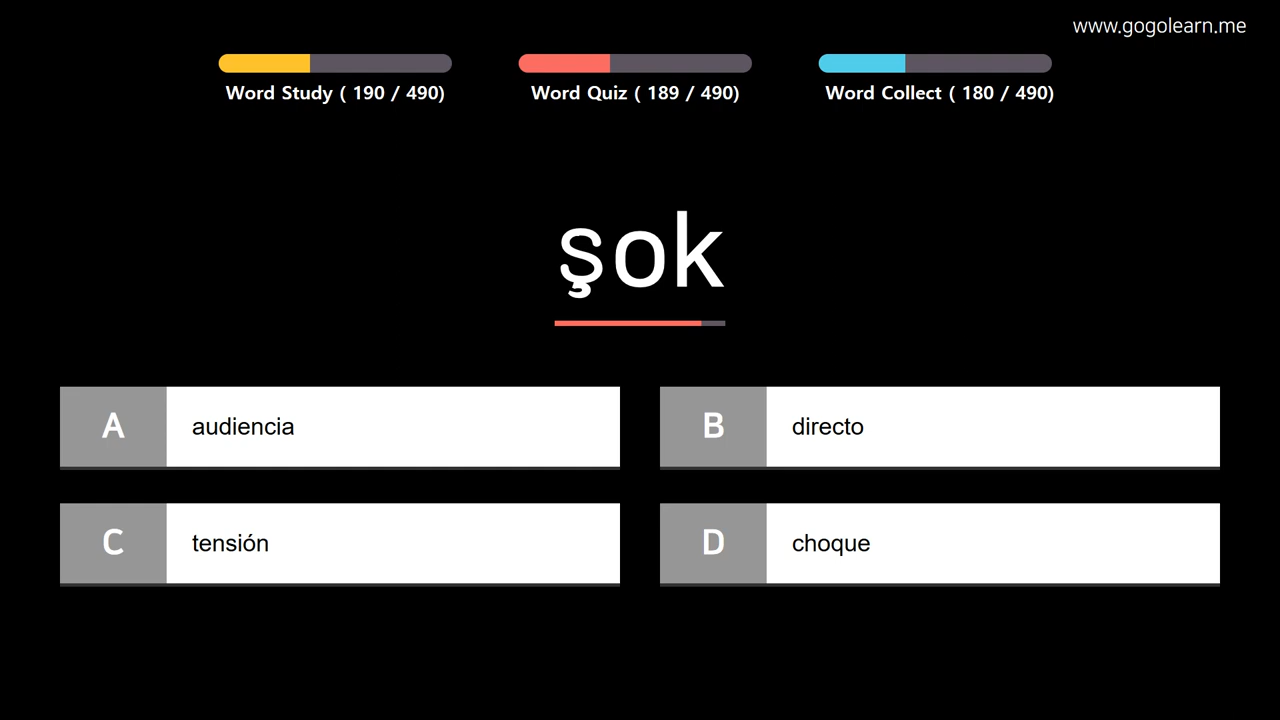 www.gogolearn.me
Word Study ( 190 / 490)
Word Quiz ( 189 / 490)
Word Collect ( 180 / 490)
şok
A
audiencia
B
directo
C
tensión
D
choque